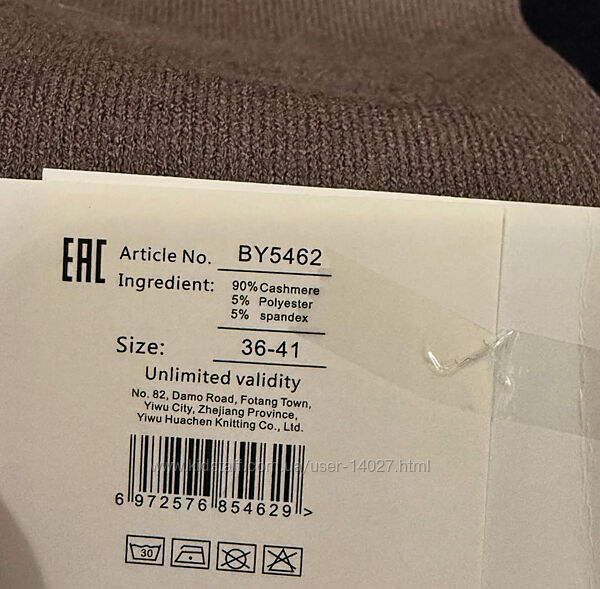 EAC
Article No. BY5462
Ingredient: 90%Cashmere
5% Polyester
5% spandex
Size: 36-41
Unlimited validity
No. 82, Damo Road, Fotang Town,
Yiwu City, Zhejiang Province,
Yiwu Huachen Knitting Co., Ltd.
www.kidstaff.com.ua/user-14027.html
6 972576 854629 >
30